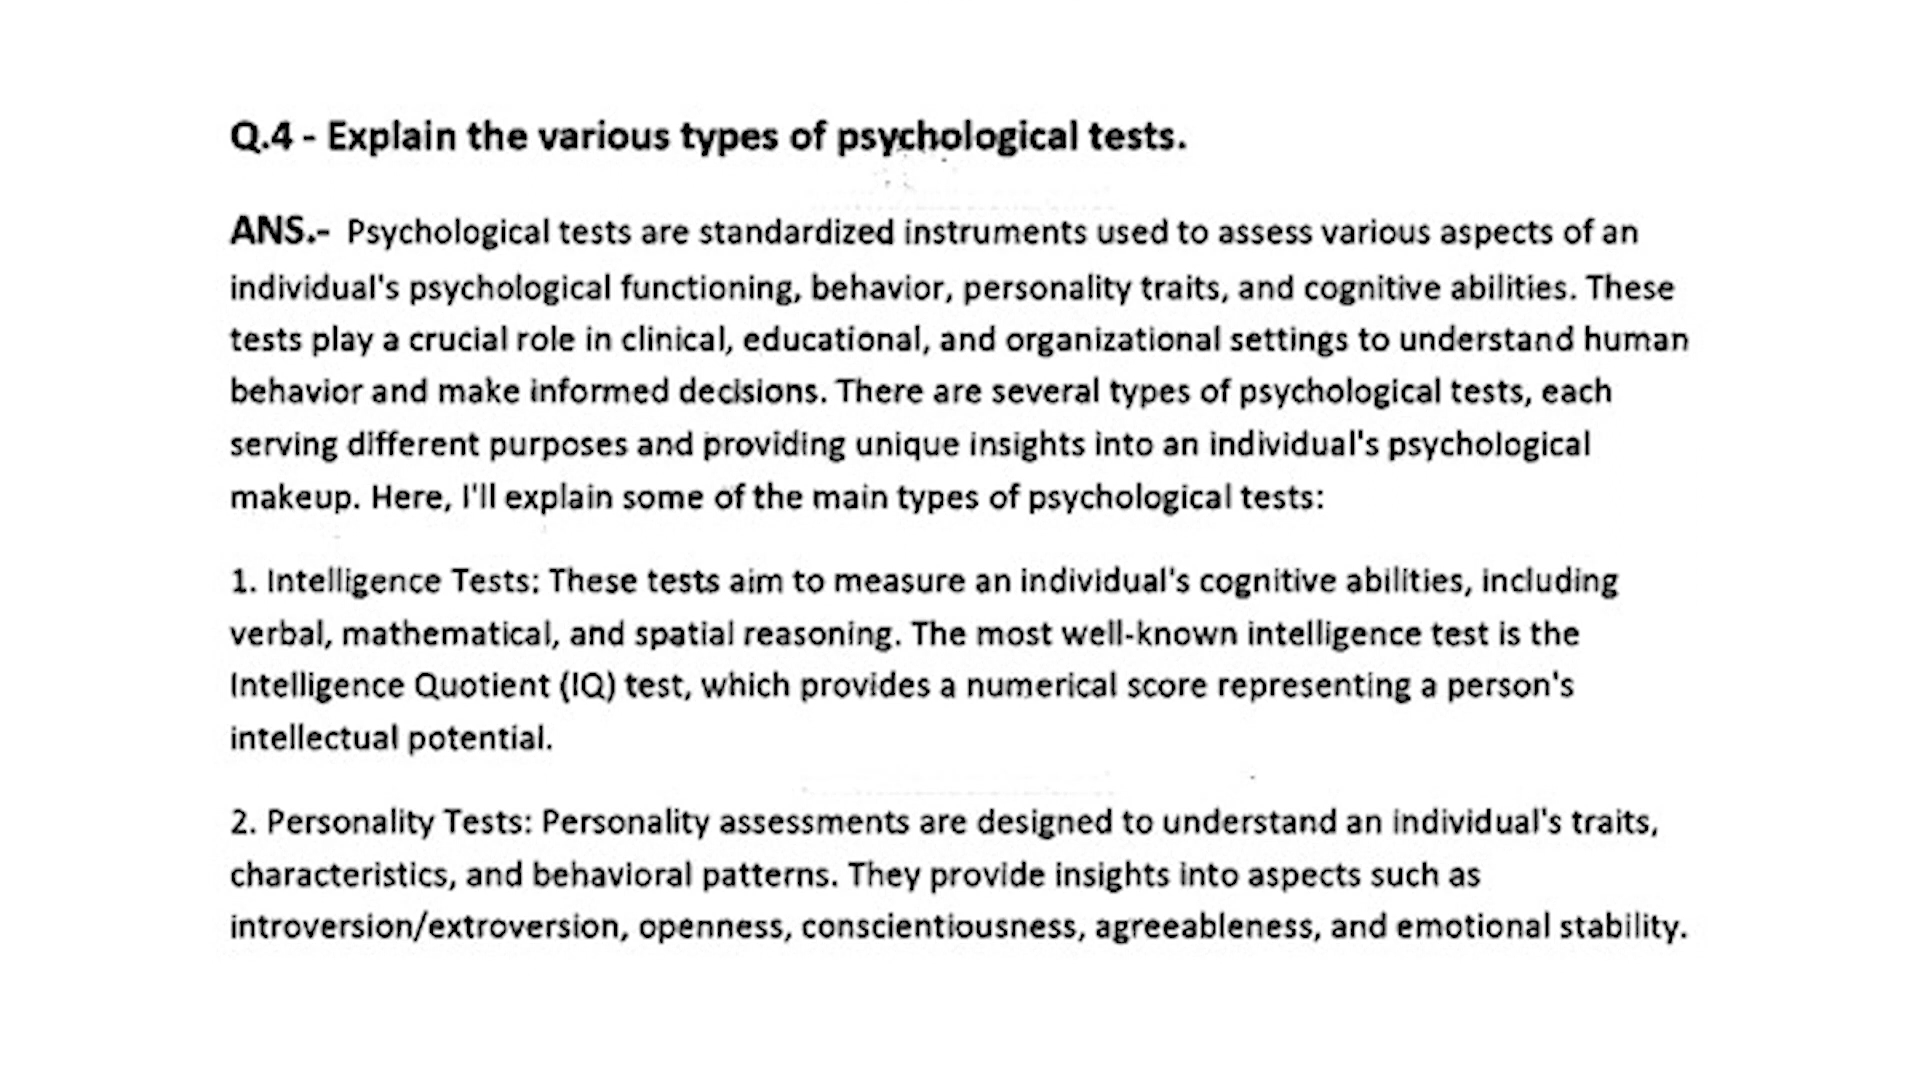 Q.4 - Explain the various types of psychological tests.
ANS.- Psychological tests are standardized instruments used to assess various aspects of an
individual's psychological functioning, behavior, personality traits, and cognitive abilities. These
tests play a crucial role in clinical, educational, and organizational settings to understand human
behavior and make informed decisions. There are several types of psychological tests, each
serving different purposes and providing unique insights into an individual's psychological
makeup. Here, I'll explain some of the main types of psychological tests:
1. Intelligence Tests: These tests aim to measure an individual's cognitive abilities, including
verbal, mathematical, and spatial reasoning. The most well-known intelligence test is the
Intelligence Quotient (IQ) test, which provides a numerical score representing a person's
intellectual potential.
2. Personality Tests: Personality assessments are designed to understand an individual's traits,
characteristics, and behavioral patterns. They provide insights into aspects such as
introversion/extroversion, openness, conscientiousness, agreeableness, and emotional stability.